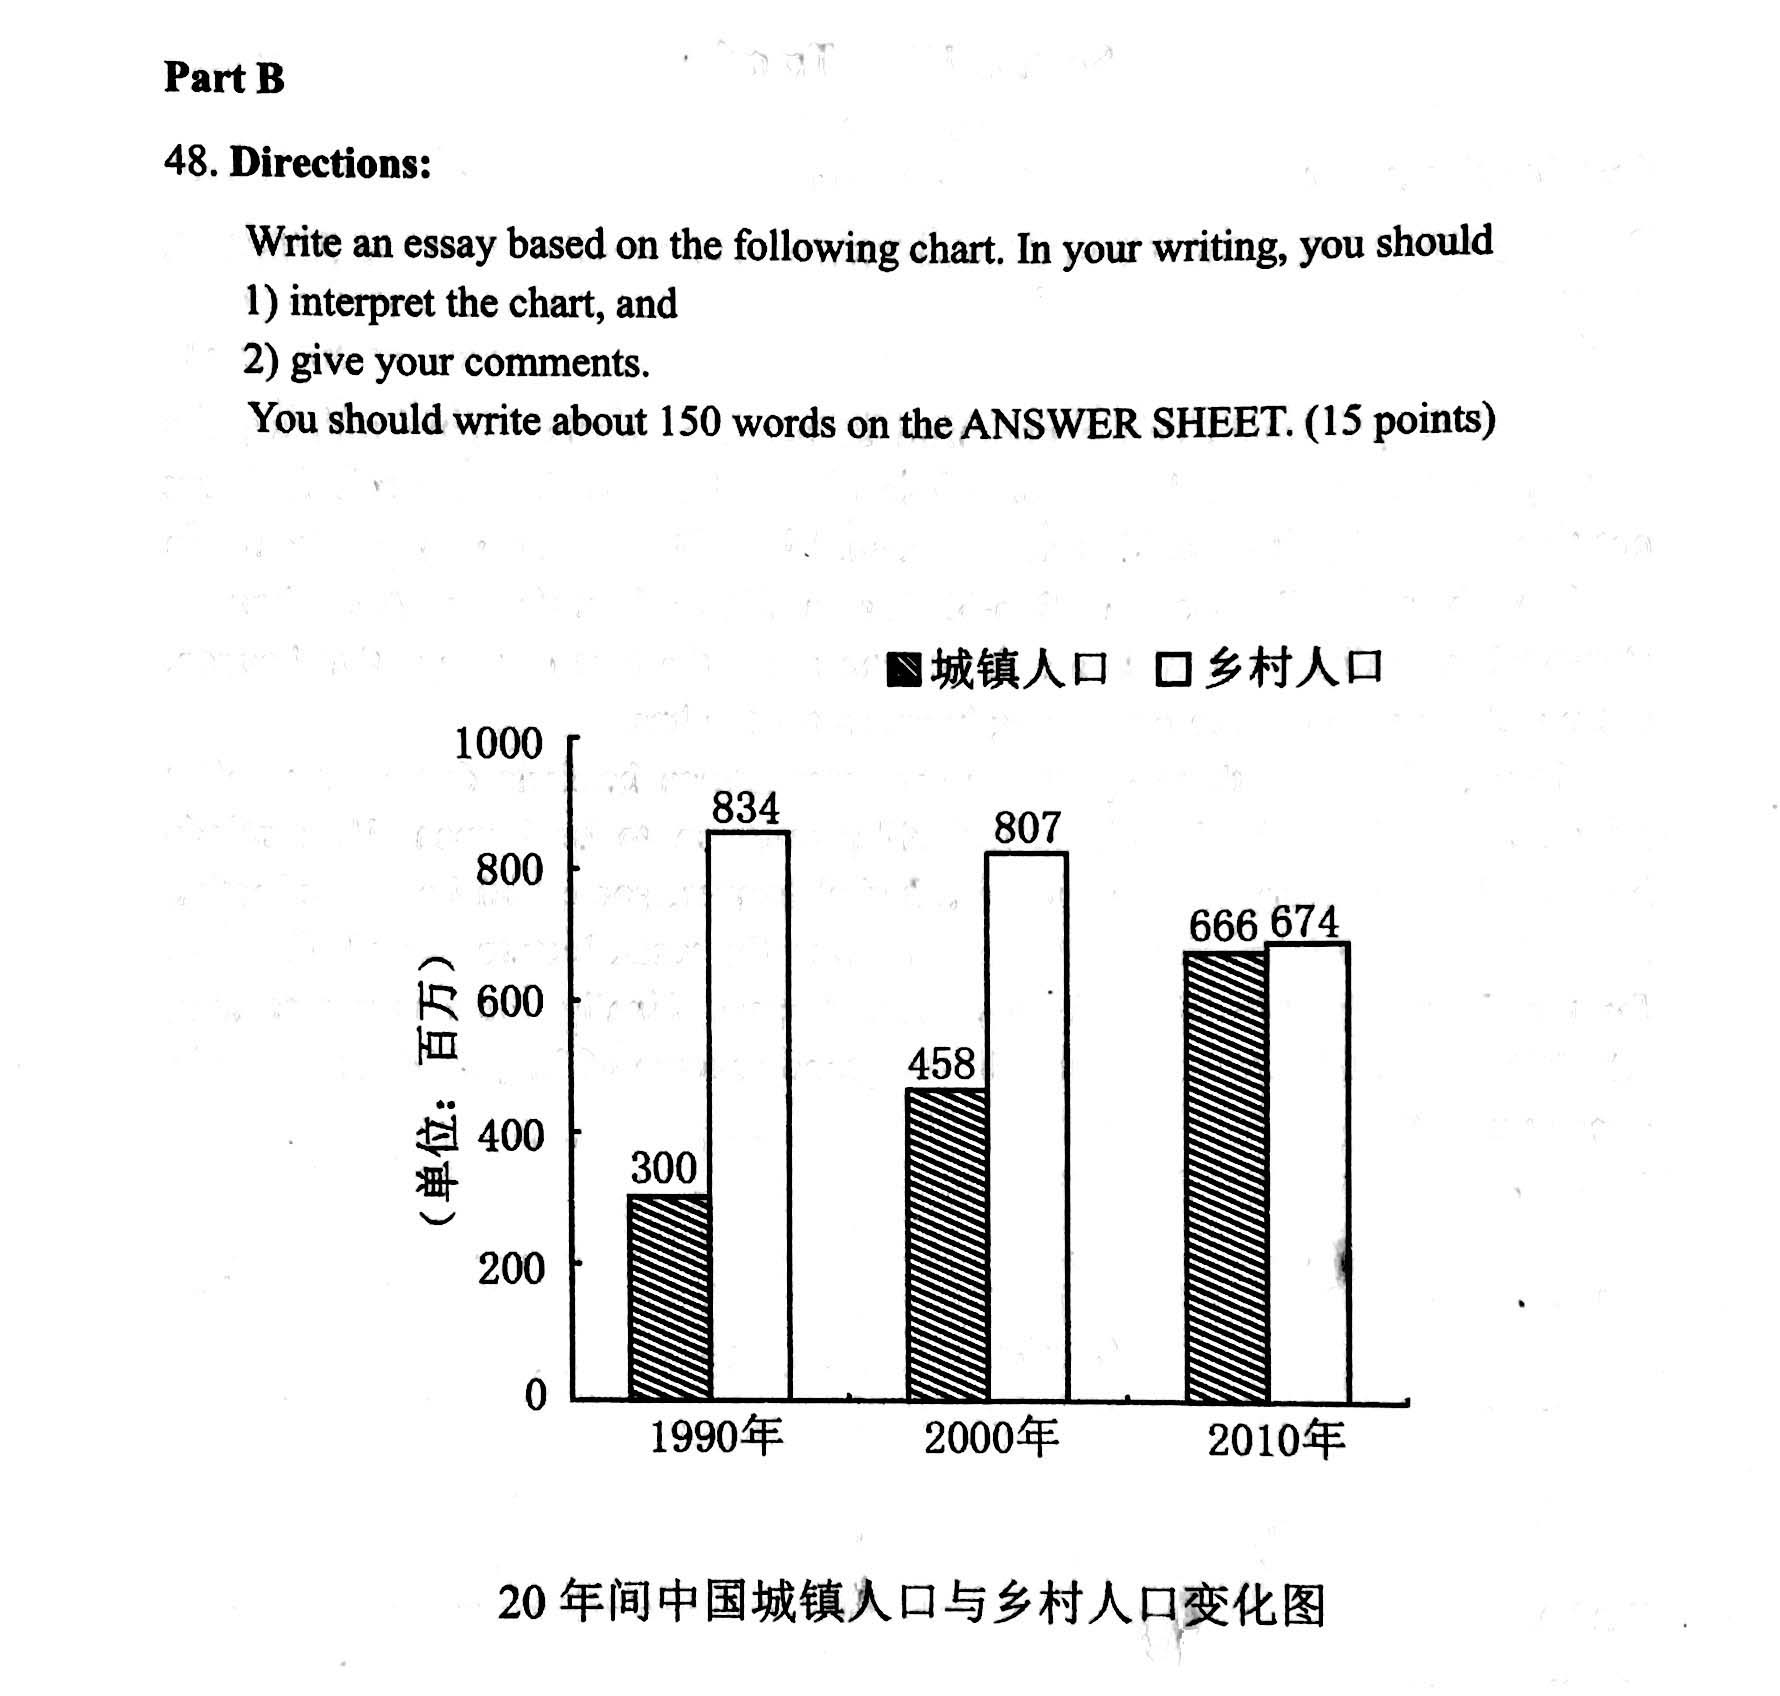 Part B
48. Directions:
Write an essay based on the following chart. In your writing, you should
1) interpret the chart, and
2) give your comments.
You should write about 150 words on the ANSWER SHEET. (15 points)
城镇人口 乡村人口
(单位: 百万)
1000
800
600
400
200
0
300
834
458
807
666
674
1990年
2000年
2010年
20 年间中国城镇人口与乡村人口变化图